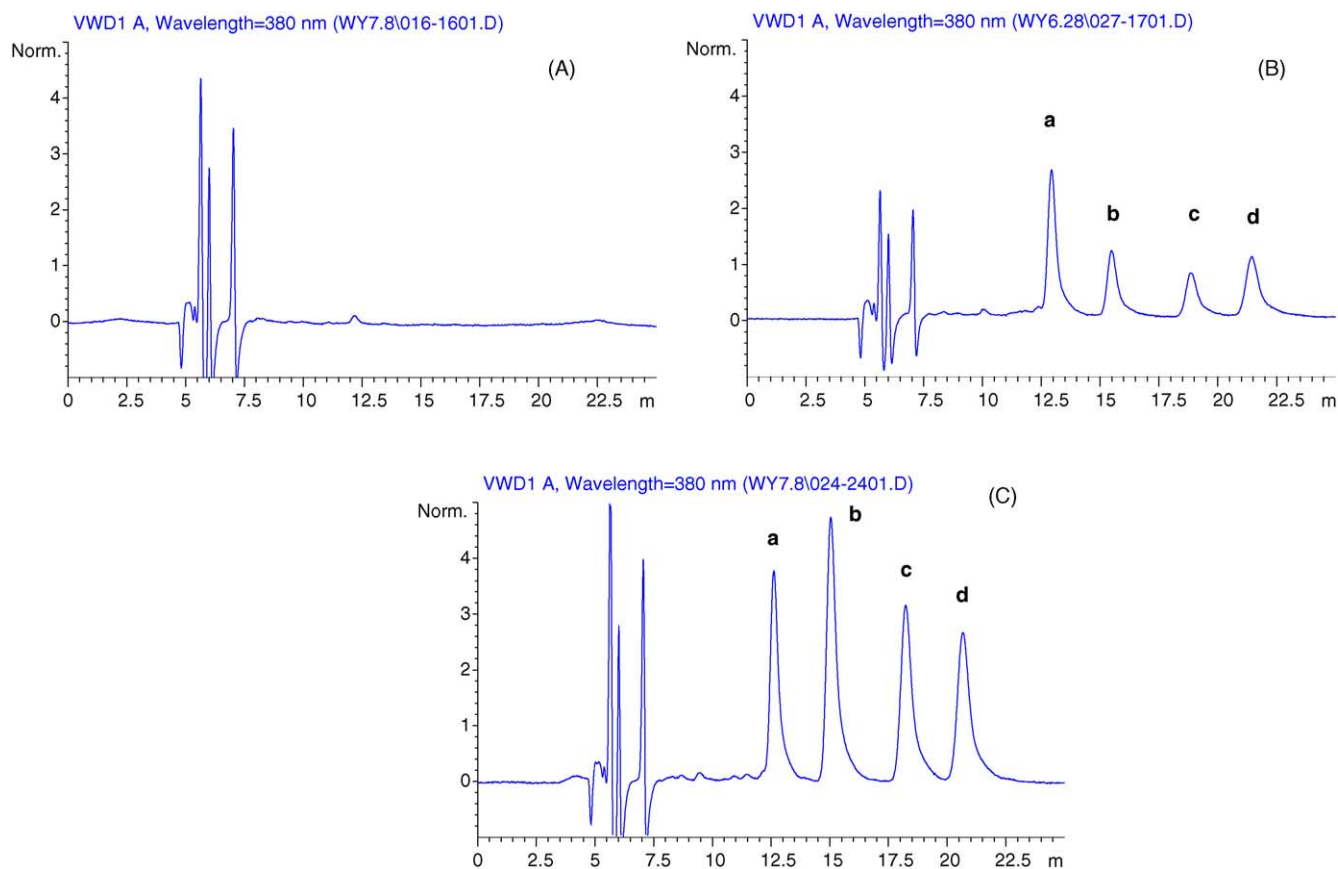 VWD1 A, Wavelength=380 nm (WY7.8\016-1601.D)
Norm.
(A)
4
3
2
1
0
0 2.5 5 7.5 10 12.5 15 17.5 20 22.5 m
VWD1 A, Wavelength=380 nm (WY6.28\027-1701.D)
Norm.
(B)
4
a
3
2
b c d
1
0
0 2.5 5 7.5 10 12.5 15 17.5 20 22.5 m
VWD1 A, Wavelength=380 nm (WY7.8\024-2401.D)
Norm.
(C)
b
a
4
c
d
3
2
1
0
0 2.5 5 7.5 10 12.5 15 17.5 20 22.5 m